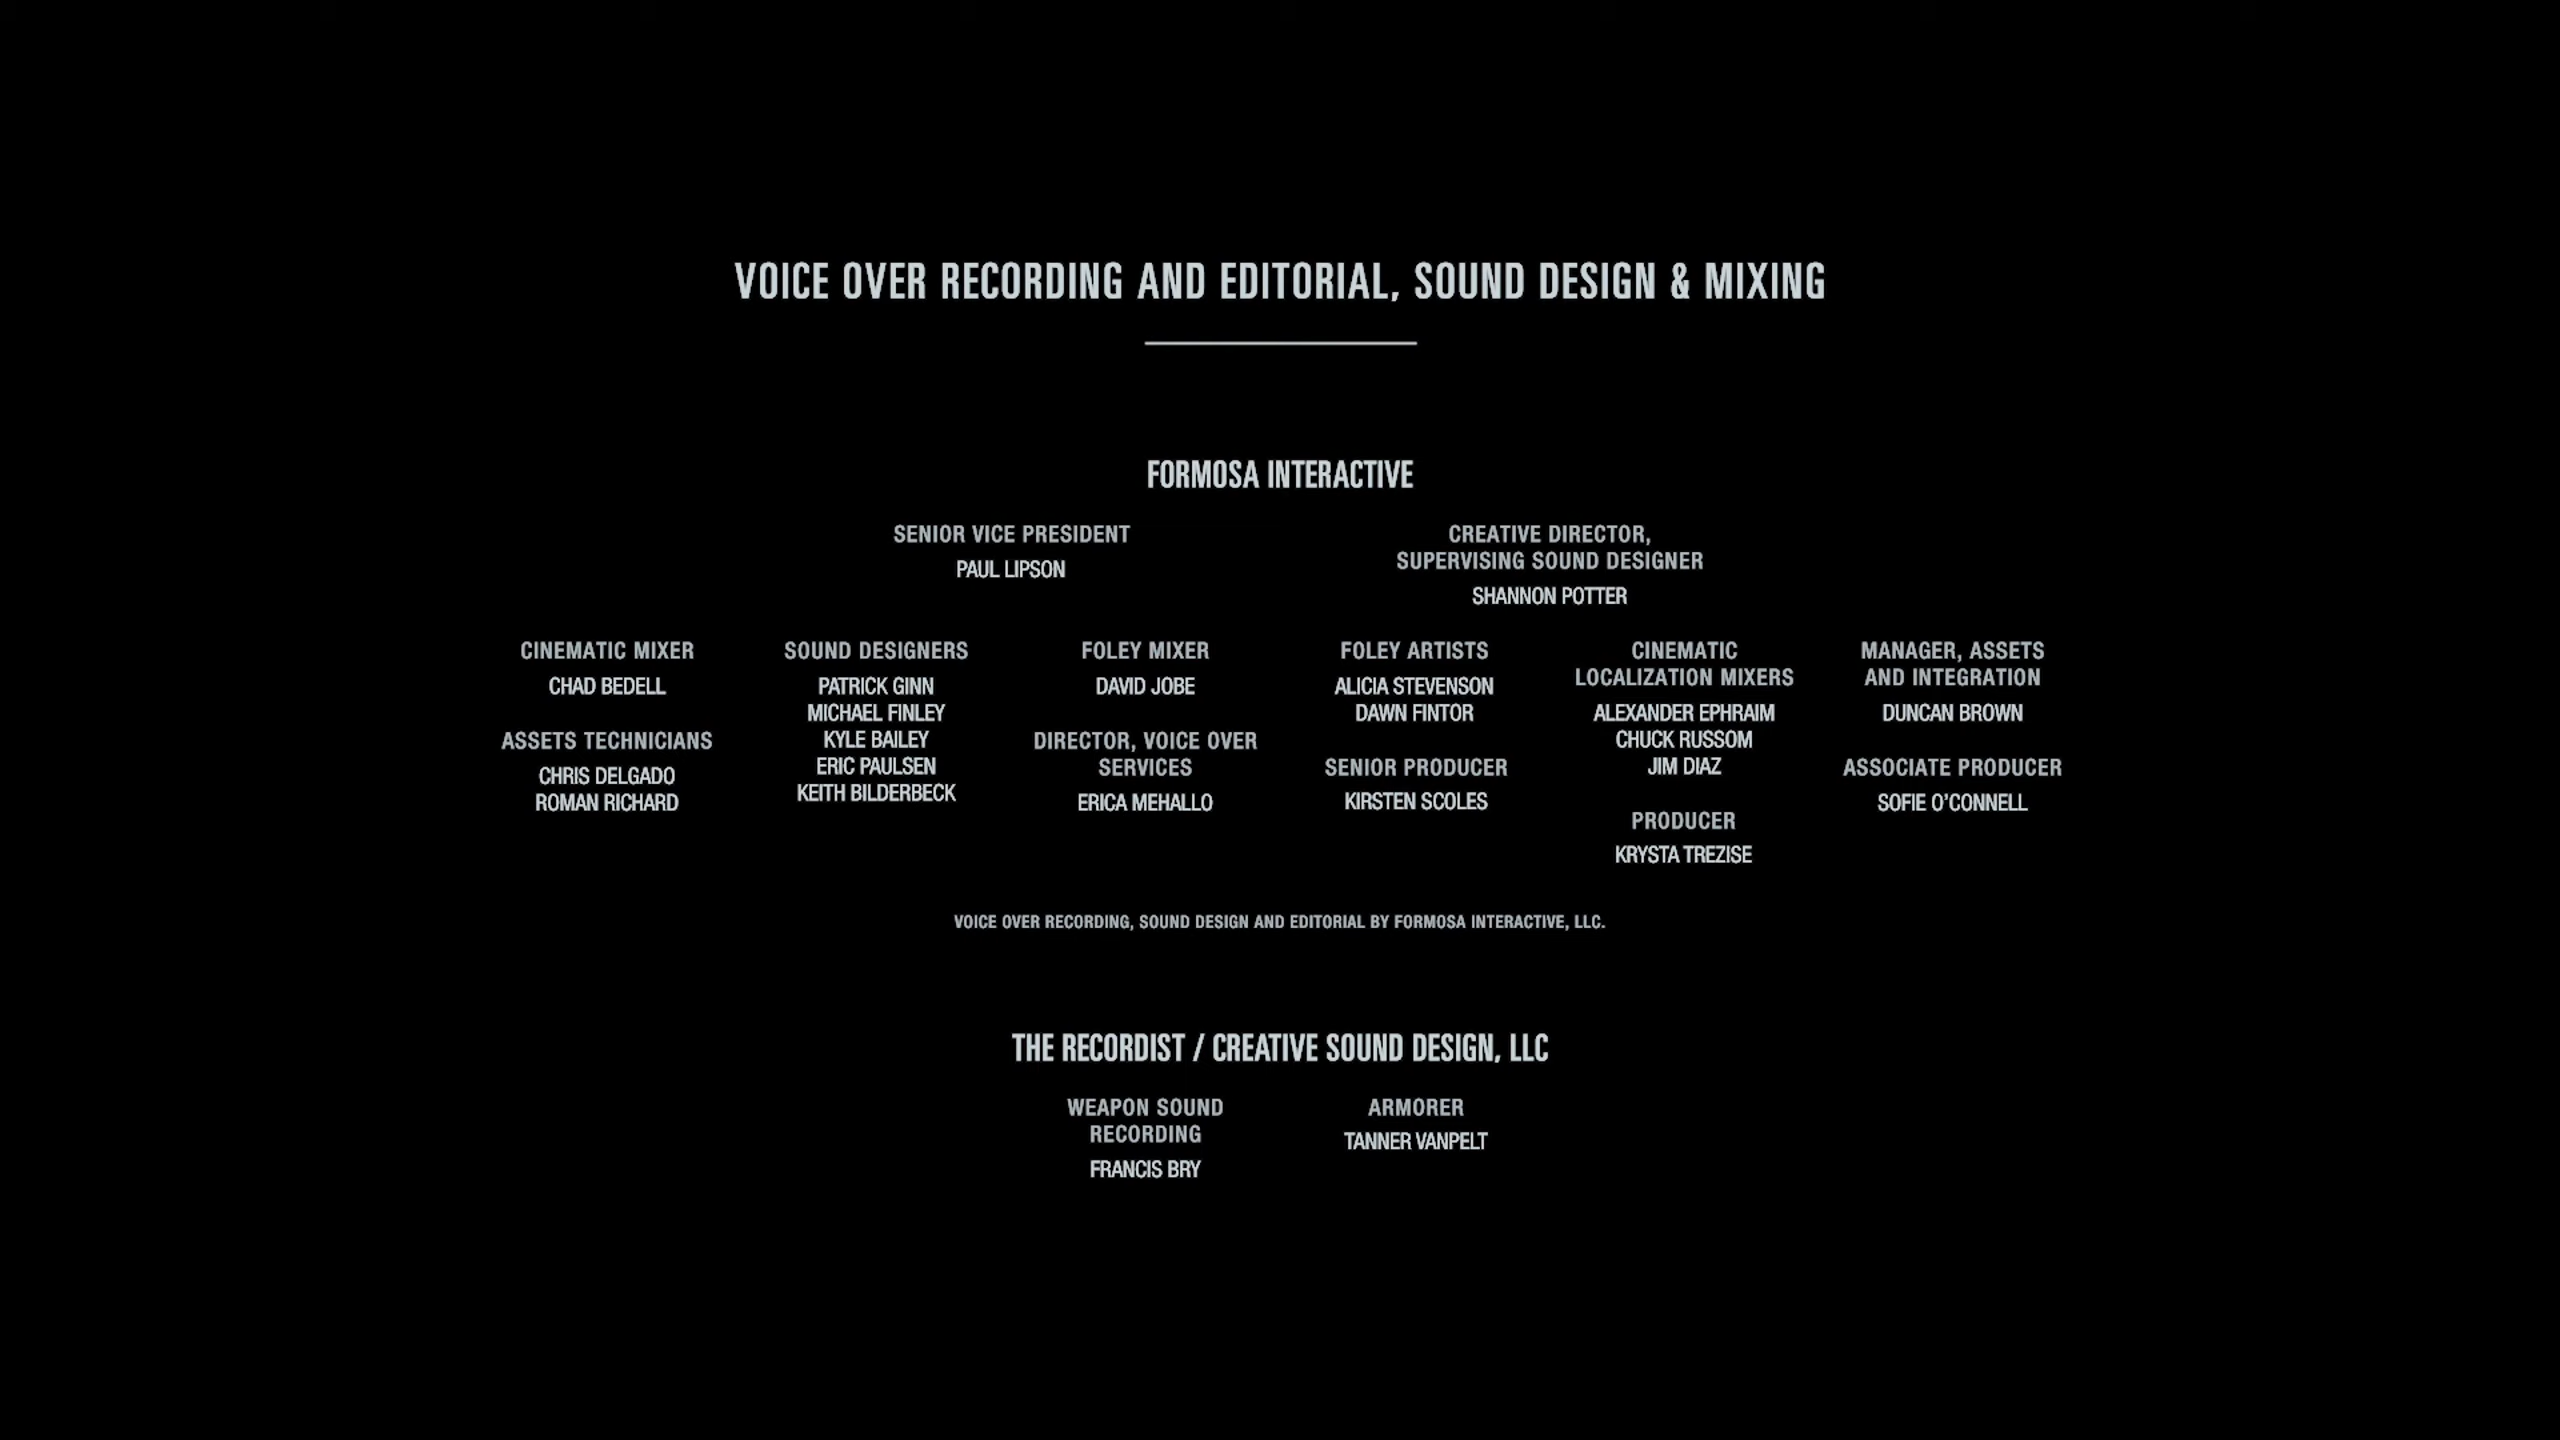 VOICE OVER RECORDING AND EDITORIAL, SOUND DESIGN & MIXING
FORMOSA INTERACTIVE
SENIOR VICE PRESIDENT
PAUL LIPSON
CREATIVE DIRECTOR,
SUPERVISING SOUND DESIGNER
SHANNON POTTER
CINEMATIC MIXER
CHAD BEDELL
ASSETS TECHNICIANS
CHRIS DELGADO
ROMAN RICHARD
SOUND DESIGNERS
PATRICK GINN
MICHAEL FINLEY
KYLE BAILEY
ERIC PAULSEN
KEITH BILDERBECK
FOLEY MIXER
DAVID JOBE
DIRECTOR, VOICE OVER
SERVICES
ERICA MEHALLO
FOLEY ARTISTS
ALICIA STEVENSON
DAWN FINTOR
SENIOR PRODUCER
KIRSTEN SCOLES
CINEMATIC
LOCALIZATION MIXERS
ALEXANDER EPHRAIM
CHUCK RUSSOM
JIM DIAZ
PRODUCER
KRYSTA TREZISE
MANAGER, ASSETS
AND INTEGRATION
DUNCAN BROWN
ASSOCIATE PRODUCER
SOFIE O'CONNELL
VOICE OVER RECORDING, SOUND DESIGN AND EDITORIAL BY FORMOSA INTERACTIVE, LLC.
THE RECORDIST / CREATIVE SOUND DESIGN, LLC
WEAPON SOUND
RECORDING
FRANCIS BRY
ARMORER
TANNER VANPELT